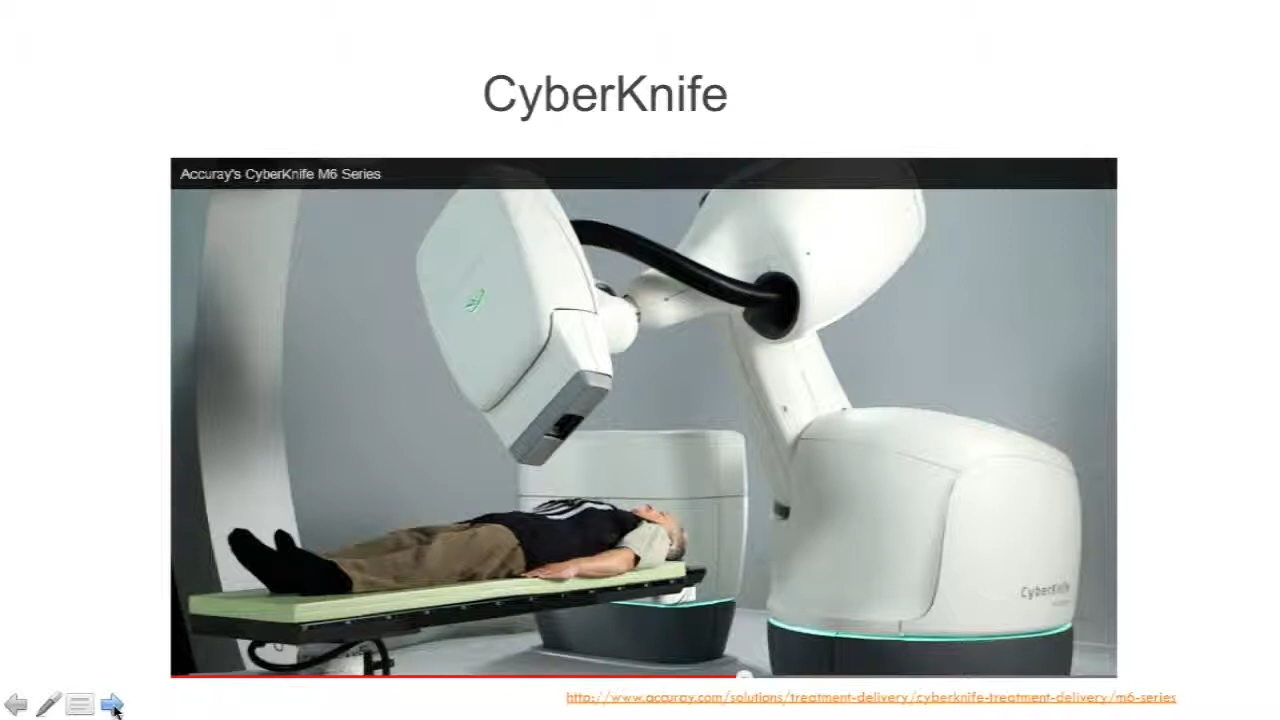 CyberKnife
Accuray's CyberKnife M6 Series
CyberKnife
http://www.accuray.com/solutions/treatment-delivery/cyberknife-treatment-delivery/m6-series